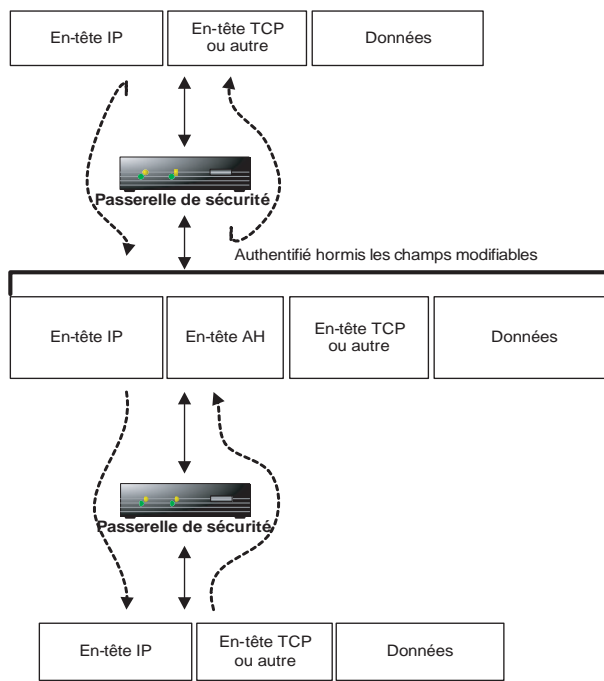 En-tête IP
En-tête TCP
ou autre
Données
Passerelle de sécurité
Authentifié hormis les champs modifiables
En-tête IP
En-tête AH
En-tête TCP
ou autre
Données
Passerelle de sécurité
En-tête IP
En-tête TCP
ou autre
Données